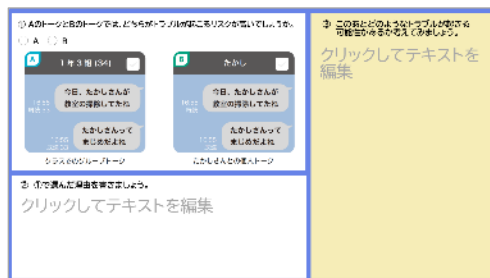 ① AのトークとBのトークでは、どちらがトラブルが起こるリスクが高いでしょうか。
A B
A
1年3組 (34)
今日、たかしさんが
教室の掃除してたね
たかしさんって
まじめだよね
クラスでのグループトーク
B
たかし
今日、たかしさんが
教室の掃除してたね
たかしさんって
まじめだよね
たかしさんとの個人トーク
② ①で選んだ理由を書きましょう。
クリックしてテキストを編集
③ このあとどのようなトラブルが起きる
可能性があるか考えてみましょう。
クリックしてテキストを
編集